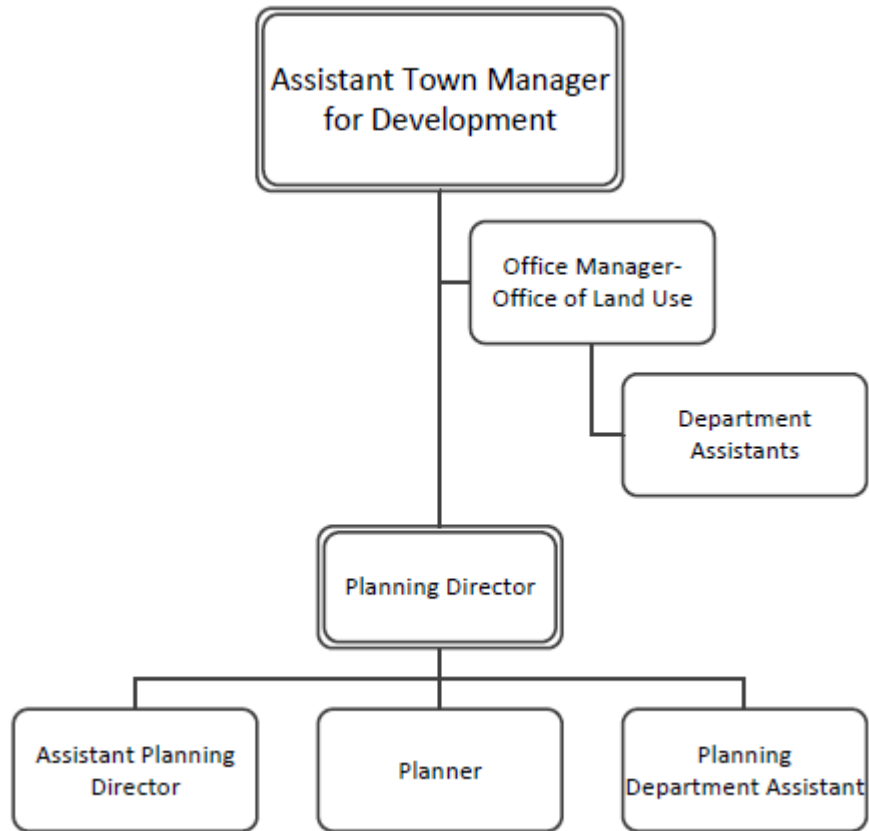 Assistant Town Manager
for Development
Office Manager-
Office of Land Use
Department
Assistants
Planning Director
Assistant Planning
Director
Planner
Planning
Department Assistant